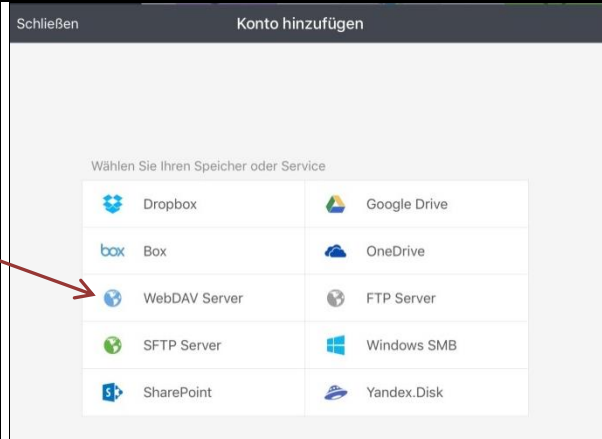 Schließen Konto hinzufügen
Wählen Sie Ihren Speicher oder Service
Dropbox Google Drive
box Box OneDrive
WebDAV Server FTP Server
SFTP Server Windows SMB
S SharePoint Yandex.Disk